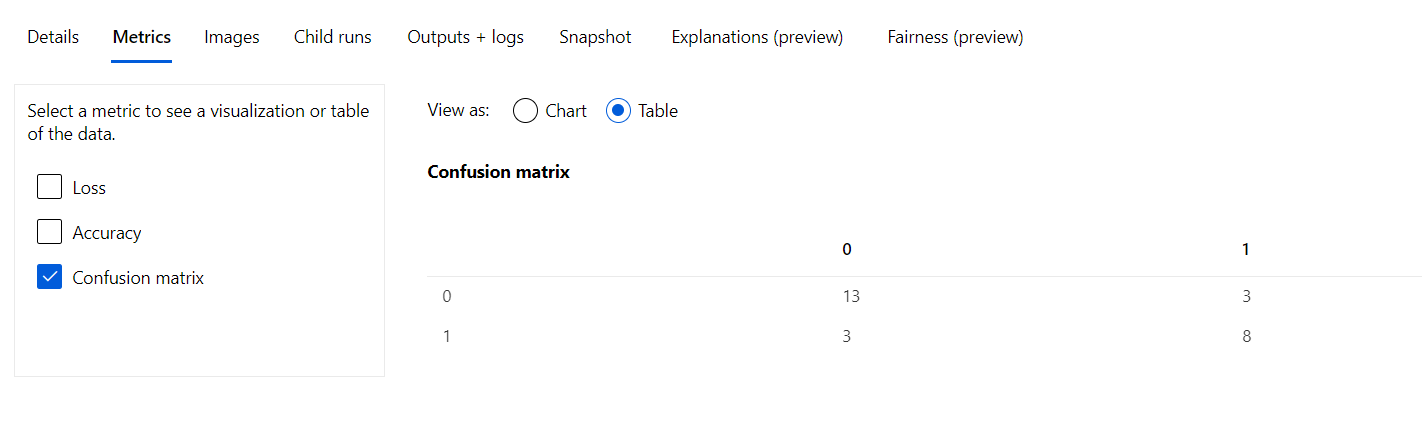 Details Metrics Images Child runs Outputs + logs Snapshot Explanations (preview) Fairness (preview)
Select a metric to see a visualization or table
of the data.
Loss
Accuracy
Confusion matrix
View as: Chart Table
Confusion matrix
0 1
0 13 3
1 3 8